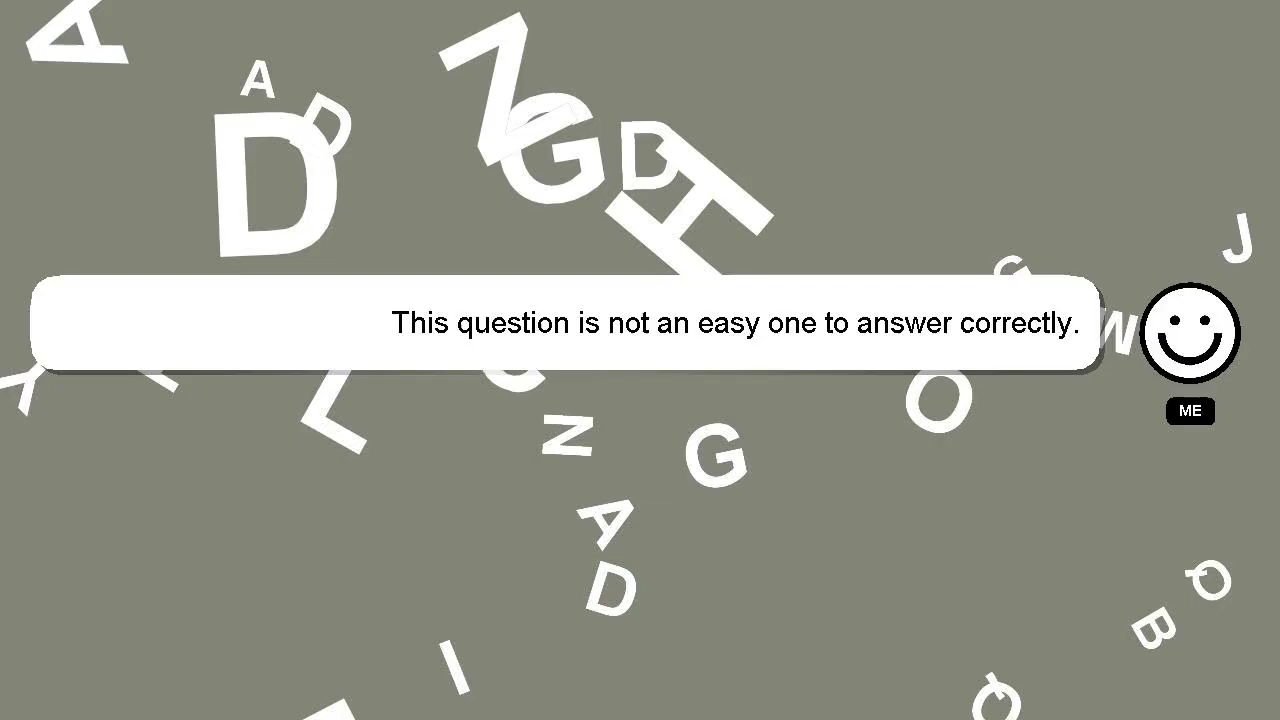 A
A
D
D
Z
G
D
H
J
G
This question is not an easy one to answer correctly.
W
ME
Y
L
O
N
G
A
D
Q
B
I
Q